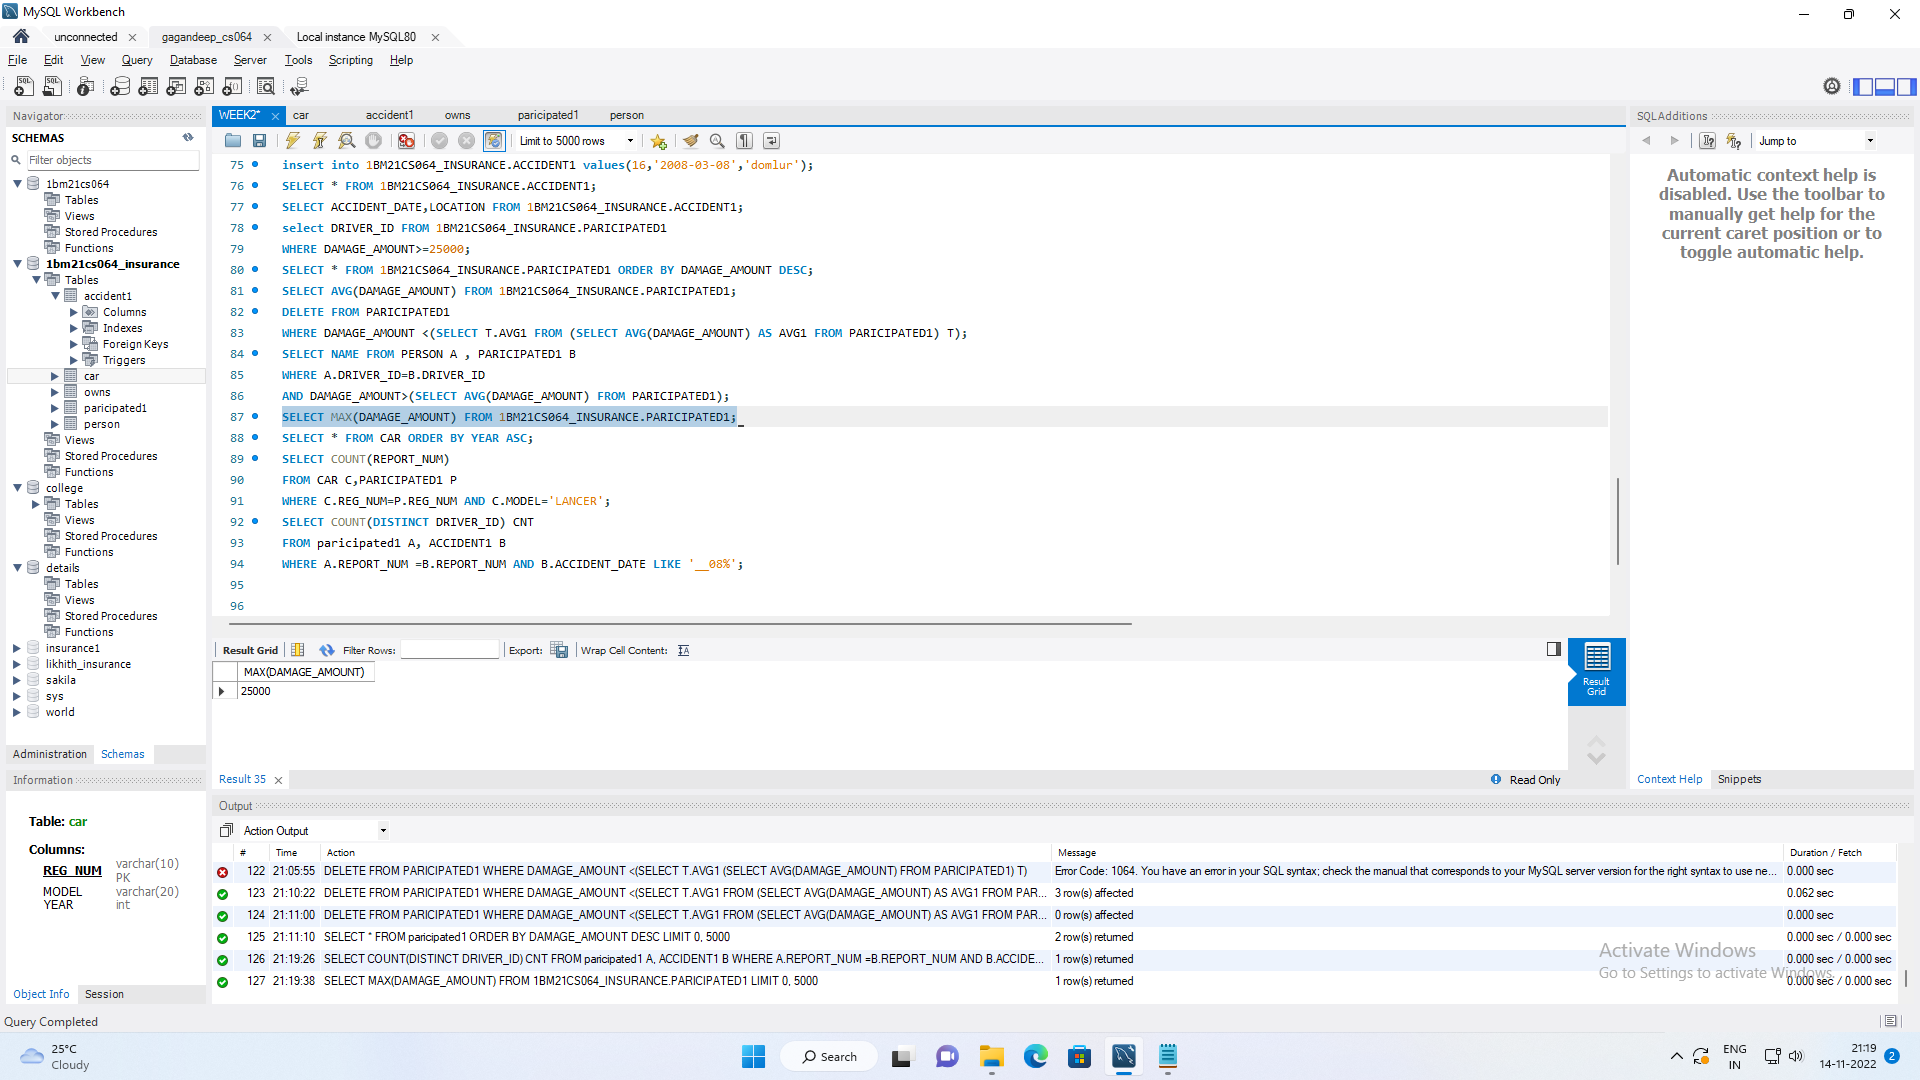 MySQL Workbench
unconnected
gagandeep_cs064
Local instance MySQL80
File Edit View Query Database Server Tools Scripting Help
Navigator
SCHEMAS
Filter objects
1bm21cs064
Tables
Views
Stored Procedures
Functions
1bm21cs064_insurance
Tables
accident1
Columns
Indexes
Foreign Keys
Triggers
car
owns
paricipated1
person
Views
Stored Procedures
Functions
college
Tables
Views
Stored Procedures
Functions
details
Tables
Views
Stored Procedures
Functions
insurance1
likhith_insurance
sakila
sys
world
Administration Schemas
Information
Table: car
Columns:
REG_NUM varchar(10) PK
MODEL varchar(20)
YEAR int
Object Info Session
WEEK2* car accident1 owns paricipated1 person
Limit to 5000 rows
75 insert into 1BM21CS064_INSURANCE.ACCIDENT1 values(16,'2008-03-08','domlur');
76 SELECT * FROM 1BM21CS064_INSURANCE.ACCIDENT1;
77 SELECT ACCIDENT_DATE,LOCATION FROM 1BM21CS064_INSURANCE.ACCIDENT1;
78 select DRIVER_ID FROM 1BM21CS064_INSURANCE.PARICIPATED1
79 WHERE DAMAGE_AMOUNT>=25000;
80 SELECT * FROM 1BM21CS064_INSURANCE.PARICIPATED1 ORDER BY DAMAGE_AMOUNT DESC;
81 SELECT AVG(DAMAGE_AMOUNT) FROM 1BM21CS064_INSURANCE.PARICIPATED1;
82 DELETE FROM PARICIPATED1
83 WHERE DAMAGE_AMOUNT <(SELECT T.AVG1 FROM (SELECT AVG(DAMAGE_AMOUNT) AS AVG1 FROM PARICIPATED1) T);
84 SELECT NAME FROM PERSON A , PARICIPATED1 B
85 WHERE A.DRIVER_ID=B.DRIVER_ID
86 AND DAMAGE_AMOUNT>(SELECT AVG(DAMAGE_AMOUNT) FROM PARICIPATED1);
87 SELECT MAX(DAMAGE_AMOUNT) FROM 1BM21CS064_INSURANCE.PARICIPATED1;
88 SELECT * FROM CAR ORDER BY YEAR ASC;
89 SELECT COUNT(REPORT_NUM)
90 FROM CAR C,PARICIPATED1 P
91 WHERE C.REG_NUM=P.REG_NUM AND C.MODEL='LANCER';
92 SELECT COUNT(DISTINCT DRIVER_ID) CNT
93 FROM paricipated1 A, ACCIDENT1 B
94 WHERE A.REPORT_NUM =B.REPORT_NUM AND B.ACCIDENT_DATE LIKE '__08%';
95
96
Result Grid Filter Rows: Export: Wrap Cell Content:
MAX(DAMAGE_AMOUNT)
25000
Result Grid
Result 35
Read Only
SQLAdditions
Jump to
Automatic context help is
disabled. Use the toolbar to
manually get help for the
current caret position or to
toggle automatic help.
Context Help Snippets
Output
Action Output
# Time Action Message Duration / Fetch
122 21:05:55 DELETE FROM PARICIPATED1 WHERE DAMAGE_AMOUNT <(SELECT T.AVG1 (SELECT AVG(DAMAGE_AMOUNT) FROM PARICIPATED1) T) Error Code: 1064. You have an error in your SQL syntax; check the manual that corresponds to your MySQL server version for the right syntax to use ne... 0.000 sec
123 21:10:22 DELETE FROM PARICIPATED1 WHERE DAMAGE_AMOUNT <(SELECT T.AVG1 FROM (SELECT AVG(DAMAGE_AMOUNT) AS AVG1 FROM PAR... 3 row(s) affected 0.062 sec
124 21:11:00 DELETE FROM PARICIPATED1 WHERE DAMAGE_AMOUNT <(SELECT T.AVG1 FROM (SELECT AVG(DAMAGE_AMOUNT) AS AVG1 FROM PAR... 0 row(s) affected 0.000 sec
125 21:11:10 SELECT * FROM paricipated1 ORDER BY DAMAGE_AMOUNT DESC LIMIT 0, 5000 2 row(s) returned 0.000 sec / 0.000 sec
126 21:19:26 SELECT COUNT(DISTINCT DRIVER_ID) CNT FROM paricipated1 A, ACCIDENT1 B WHERE A.REPORT_NUM =B.REPORT_NUM AND B.ACCIDE... 1 row(s) returned 0.000 sec / 0.000 sec
127 21:19:38 SELECT MAX(DAMAGE_AMOUNT) FROM 1BM21CS064_INSURANCE.PARICIPATED1 LIMIT 0, 5000 1 row(s) returned 0.000 sec / 0.000 sec
Activate Windows
Go to Settings to activate Windows.
Query Completed
25°C
Cloudy
Search
ENG
IN
21:19
14-11-2022
2